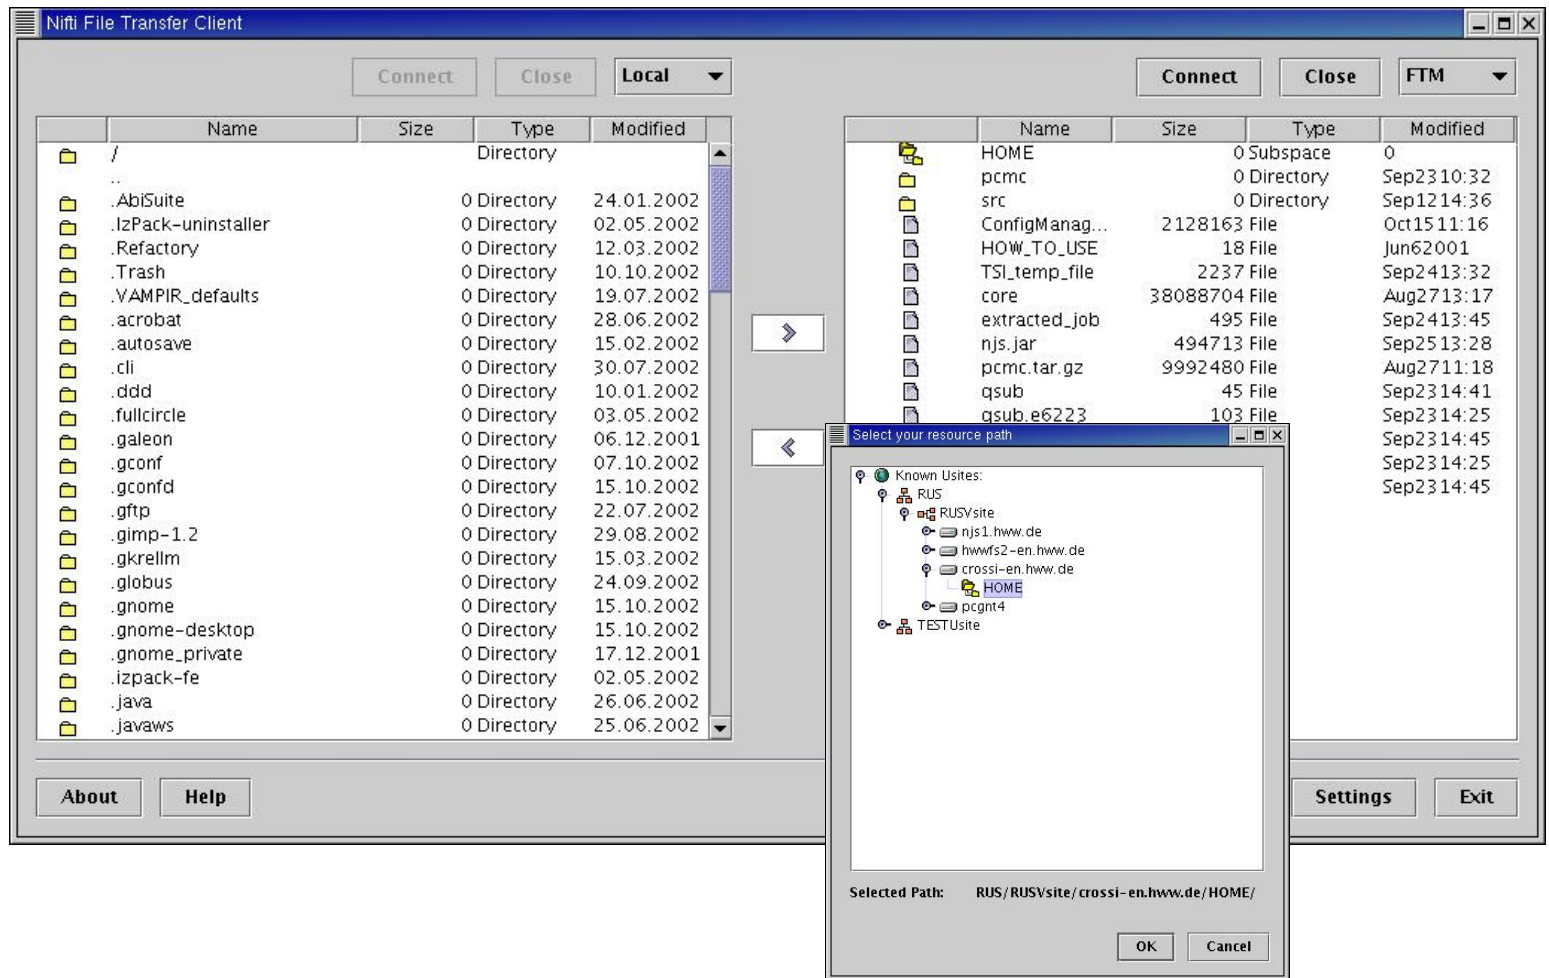 Nifti File Transfer Client
Connect Close Local
Name Size Type Modified
/ Directory
..
.AbiSuite 0 Directory 24.01.2002
.IzPack-uninstaller 0 Directory 02.05.2002
.Refactory 0 Directory 12.03.2002
.Trash 0 Directory 10.10.2002
.VAMPIR_defaults 0 Directory 19.07.2002
.acrobat 0 Directory 28.06.2002
.autosave 0 Directory 15.02.2002
.cli 0 Directory 30.07.2002
.ddd 0 Directory 10.01.2002
.fullcircle 0 Directory 03.05.2002
.galeon 0 Directory 06.12.2001
.gconf 0 Directory 07.10.2002
.gconfd 0 Directory 15.10.2002
.gftp 0 Directory 22.07.2002
.gimp-1.2 0 Directory 29.08.2002
.gkrellm 0 Directory 15.03.2002
.globus 0 Directory 24.09.2002
.gnome 0 Directory 15.10.2002
.gnome-desktop 0 Directory 15.10.2002
.gnome_private 0 Directory 17.12.2001
.izpack-fe 0 Directory 02.05.2002
.java 0 Directory 26.06.2002
.javaws 0 Directory 25.06.2002
Connect Close FTM
Name Size Type Modified
HOME 0 Subspace 0
pcmc 0 Directory Sep2310:32
src 0 Directory Sep1214:36
ConfigManag... 2128163 File Oct1511:16
HOW_TO_USE 18 File Jun62001
TSI_temp_file 2237 File Sep2413:32
core 38088704 File Aug2713:17
extracted_job 495 File Sep2413:45
njs.jar 494713 File Sep2513:28
pcmc.tar.gz 9992480 File Aug2711:18
qsub 45 File Sep2314:41
qsub.e6223 103 File Sep2314:25
Sep2314:45
Sep2314:25
Sep2314:45
Select your resource path
Known Usites:
RUS
RUSVsite
njs1.hww.de
hwwfs2-en.hww.de
crossi-en.hww.de
HOME
pcgnt4
TESTUsite
Selected Path: RUS/RUSVsite/crossi-en.hww.de/HOME/
OK Cancel
About Help Settings Exit